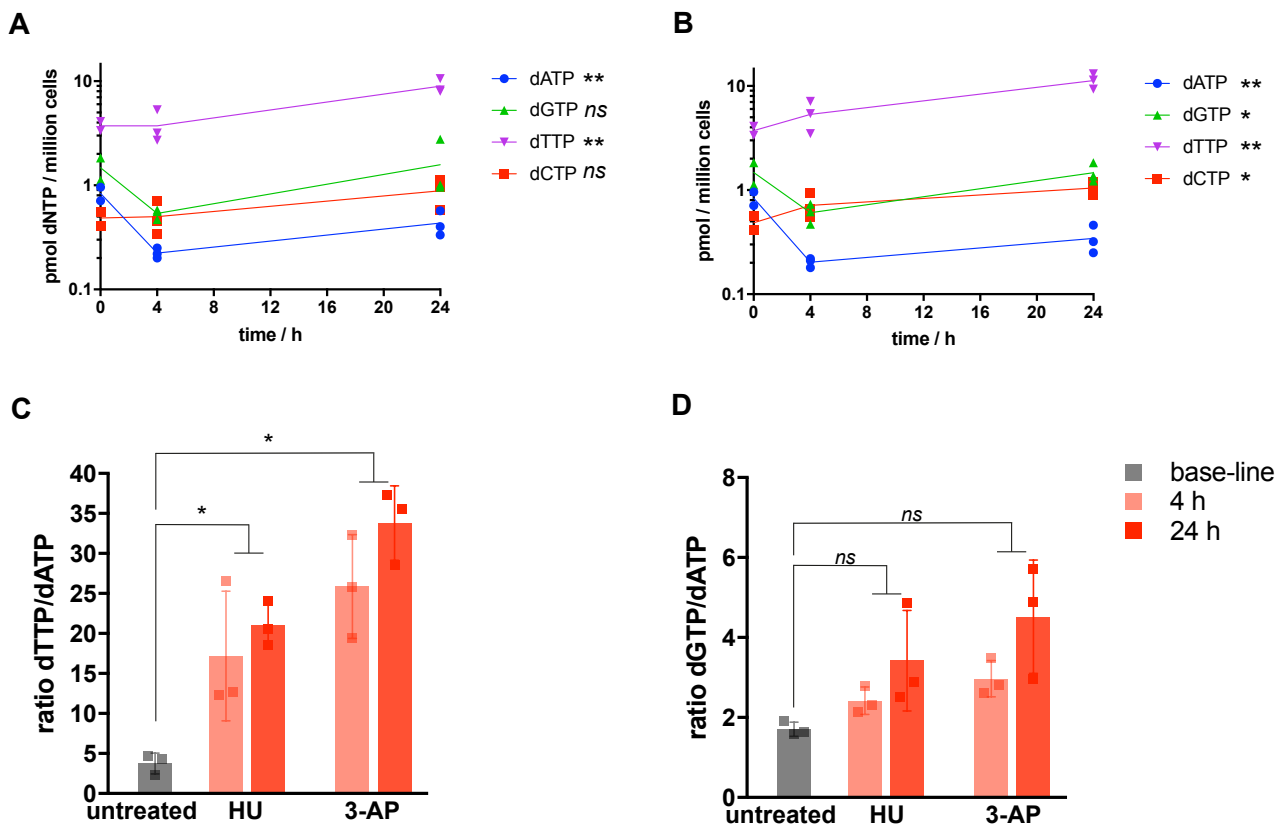 A
pmol dNTP / million cells
10
1
0.1
0 4 8 12 16 20 24
time / h
dATP **
dGTP ns
dTTP **
dCTP ns
B
pmol / million cells
10
1
0.1
0 4 8 12 16 20 24
time / h
dATP **
dGTP *
dTTP **
dCTP *
C
ratio dTTP/dATP
40
35
30
25
20
15
10
5
0
*
*
untreated HU 3-AP
D
ratio dGTP/dATP
8
6
4
2
0
ns
ns
untreated HU 3-AP
base-line
4 h
24 h